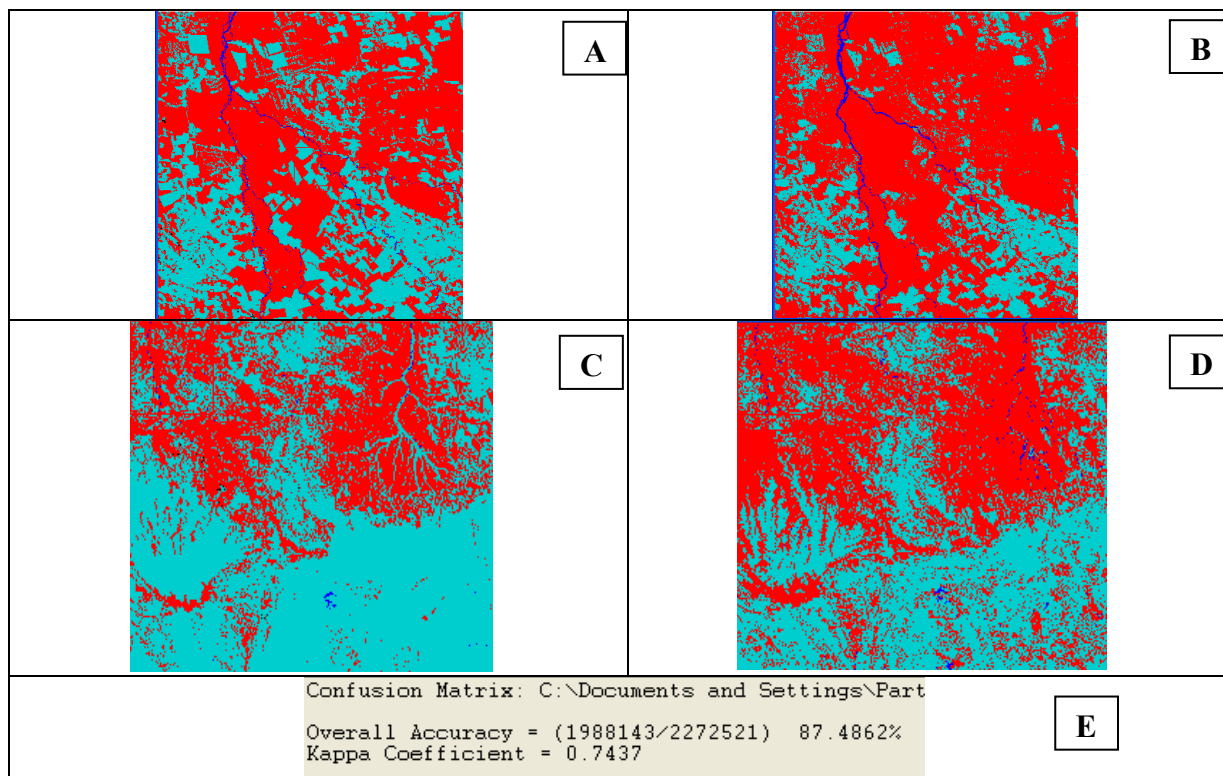 A
B
C
D
Confusion Matrix: C:\Documents and Settings\Part
Overall Accuracy = (1988143/2272521) 87.4862%
Kappa Coefficient = 0.7437
E